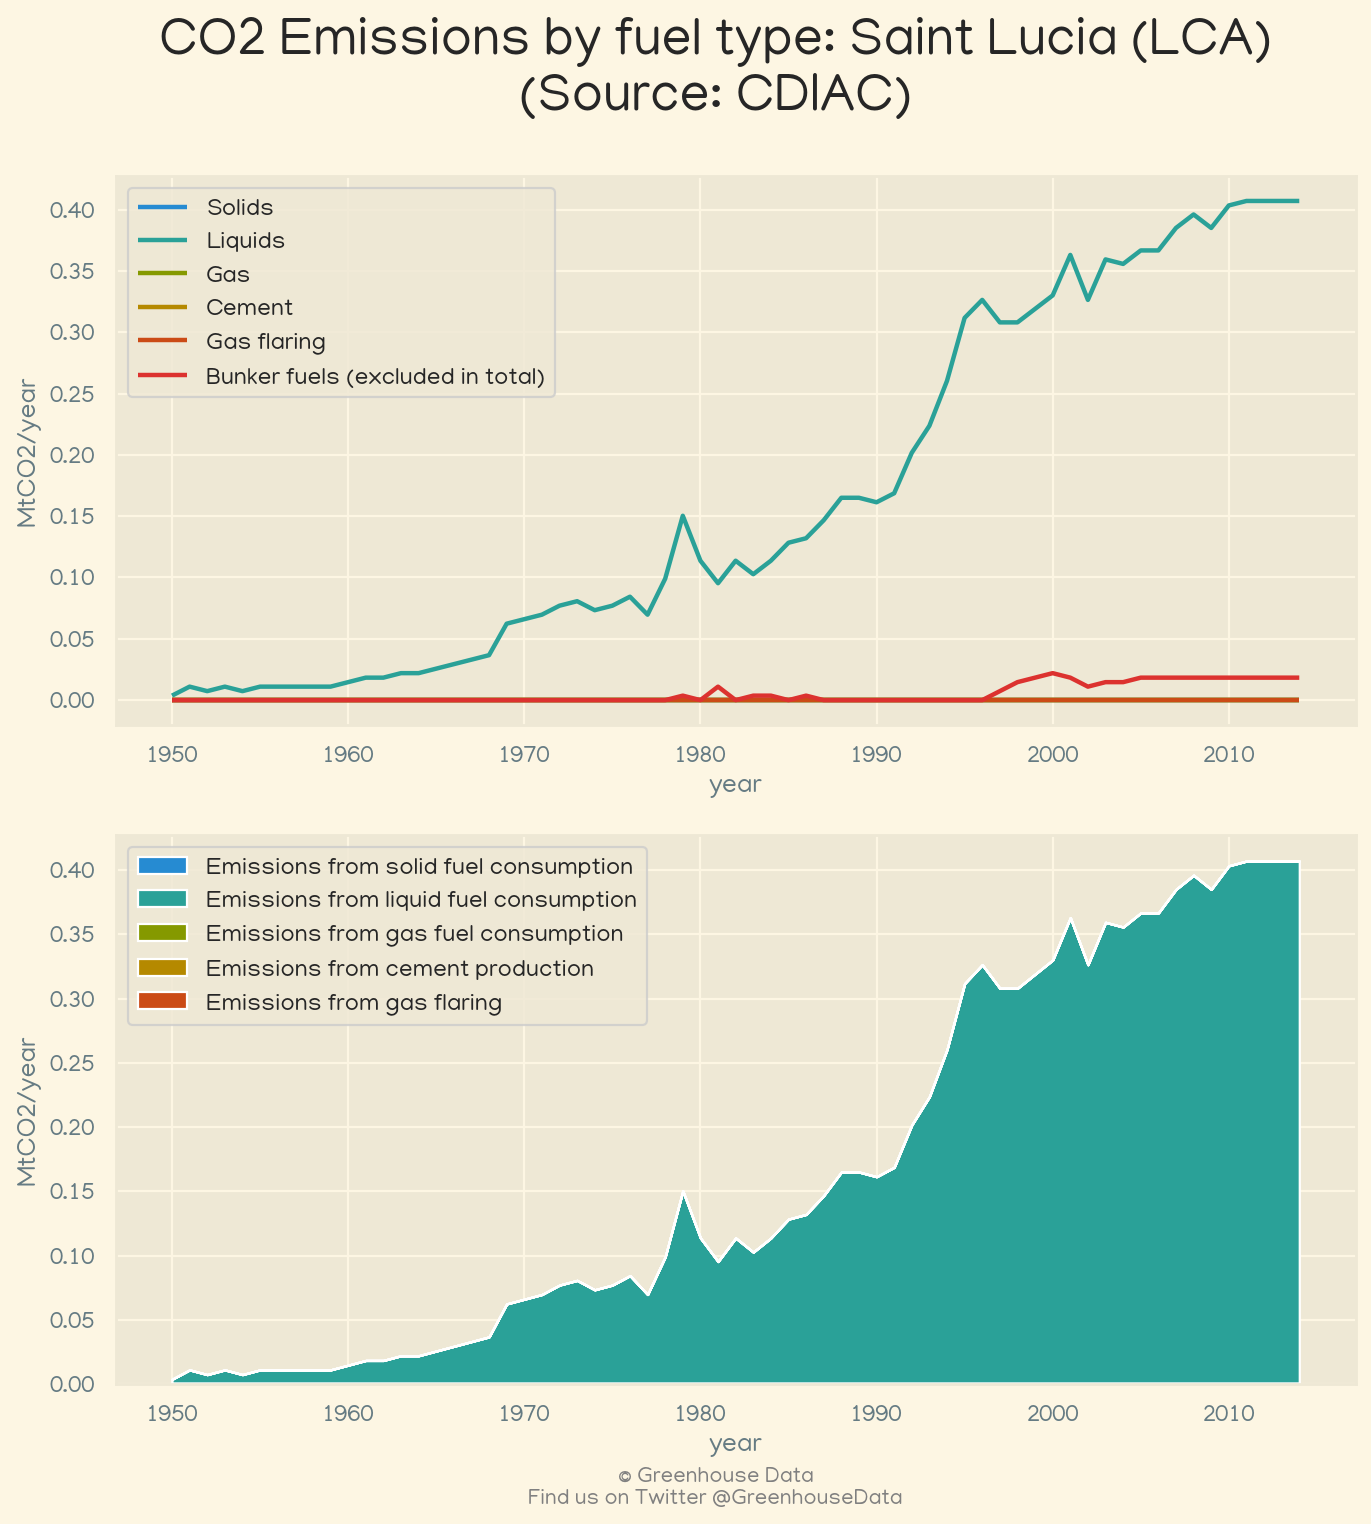 CO2 Emissions by fuel type: Saint Lucia (LCA)
(Source: CDIAC)
Solids
Liquids
Gas
Cement
Gas flaring
Bunker fuels (excluded in total)
0.40
0.35
0.30
0.25
0.20
0.15
0.10
0.05
0.00
MtCO2/year
1950 1960 1970 1980 1990 2000 2010
year
Emissions from solid fuel consumption
Emissions from liquid fuel consumption
Emissions from gas fuel consumption
Emissions from cement production
Emissions from gas flaring
0.40
0.35
0.30
0.25
0.20
0.15
0.10
0.05
0.00
MtCO2/year
1950 1960 1970 1980 1990 2000 2010
year
© Greenhouse Data
Find us on Twitter @GreenhouseData